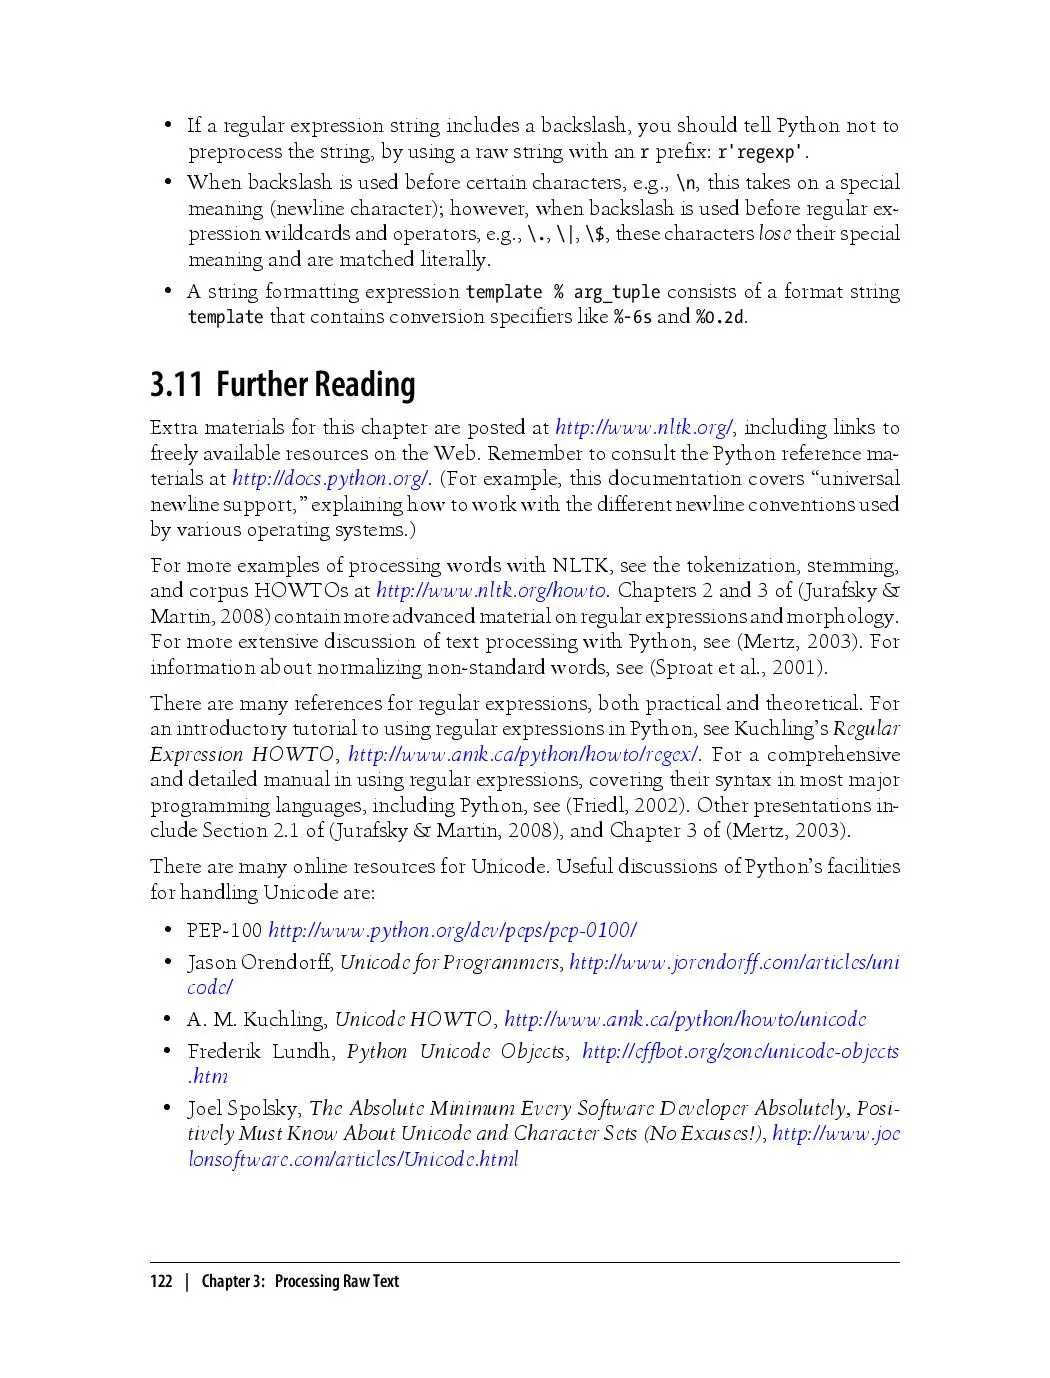 • If a regular expression string includes a backslash, you should tell Python not to
preprocess the string, by using a raw string with an r prefix: r'regexp'.
• When backslash is used before certain characters, e.g., \n, this takes on a special
meaning (newline character); however, when backslash is used before regular ex-
pression wildcards and operators, e.g., \., \|, \$, these characters lose their special
meaning and are matched literally.
• A string formatting expression template % arg_tuple consists of a format string
template that contains conversion specifiers like %-6s and %0.2d.
3.11 Further Reading
Extra materials for this chapter are posted at http://www.nltk.org/, including links to
freely available resources on the Web. Remember to consult the Python reference ma-
terials at http://docs.python.org/. (For example, this documentation covers “universal
newline support,” explaining how to work with the different newline conventions used
by various operating systems.)
For more examples of processing words with NLTK, see the tokenization, stemming,
and corpus HOWTOs at http://www.nltk.org/howto. Chapters 2 and 3 of (Jurafsky &
Martin, 2008) contain more advanced material on regular expressions and morphology.
For more extensive discussion of text processing with Python, see (Mertz, 2003). For
information about normalizing non-standard words, see (Sproat et al., 2001).
There are many references for regular expressions, both practical and theoretical. For
an introductory tutorial to using regular expressions in Python, see Kuchling’s Regular
Expression HOWTO, http://www.amk.ca/python/howto/regex/. For a comprehensive
and detailed manual in using regular expressions, covering their syntax in most major
programming languages, including Python, see (Friedl, 2002). Other presentations in-
clude Section 2.1 of (Jurafsky & Martin, 2008), and Chapter 3 of (Mertz, 2003).
There are many online resources for Unicode. Useful discussions of Python’s facilities
for handling Unicode are:
• PEP-100 http://www.python.org/dev/peps/pep-0100/
• Jason Orendorff, Unicode for Programmers, http://www.jorendorff.com/articles/uni
code/
• A. M. Kuchling, Unicode HOWTO, http://www.amk.ca/python/howto/unicode
• Frederik Lundh, Python Unicode Objects, http://effbot.org/zone/unicode-objects
.htm
• Joel Spolsky, The Absolute Minimum Every Software Developer Absolutely, Posi-
tively Must Know About Unicode and Character Sets (No Excuses!), http://www.joe
lonsoftware.com/articles/Unicode.html
122 | Chapter 3: Processing Raw Text